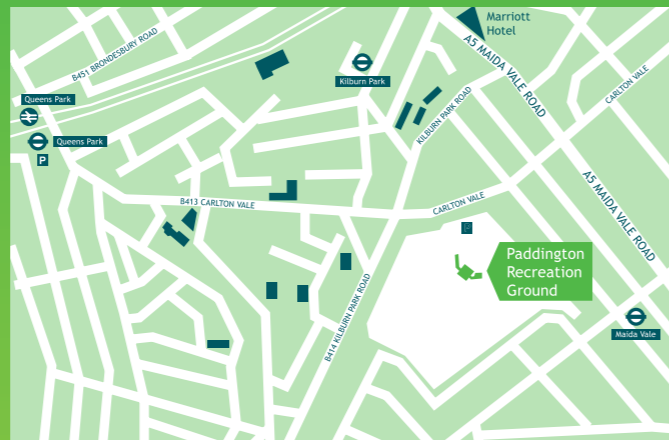 Marriott
Hotel
B451 BRONDESBURY ROAD
A5 MAIDA VALE ROAD
Kilburn Park
CARLTON VALE
Queens Park
KILBURN PARK ROAD
Queens Park
P
A5 MAIDA VALE ROAD
B413 CARLTON VALE
CARLTON VALE
P
Paddington
Recreation
Ground
B414 KILBURN PARK ROAD
Maida Vale